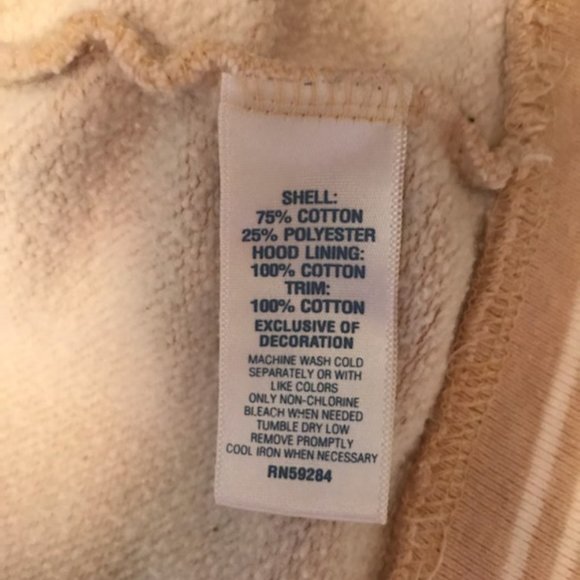 SHELL:
75% COTTON
25% POLYESTER
HOOD LINING:
100% COTTON
TRIM:
100% COTTON
EXCLUSIVE OF
DECORATION
MACHINE WASH COLD
SEPARATELY OR WITH
LIKE COLORS
ONLY NON-CHLORINE
BLEACH WHEN NEEDED
TUMBLE DRY LOW
REMOVE PROMPTLY
COOL IRON WHEN NECESSARY
RN59284